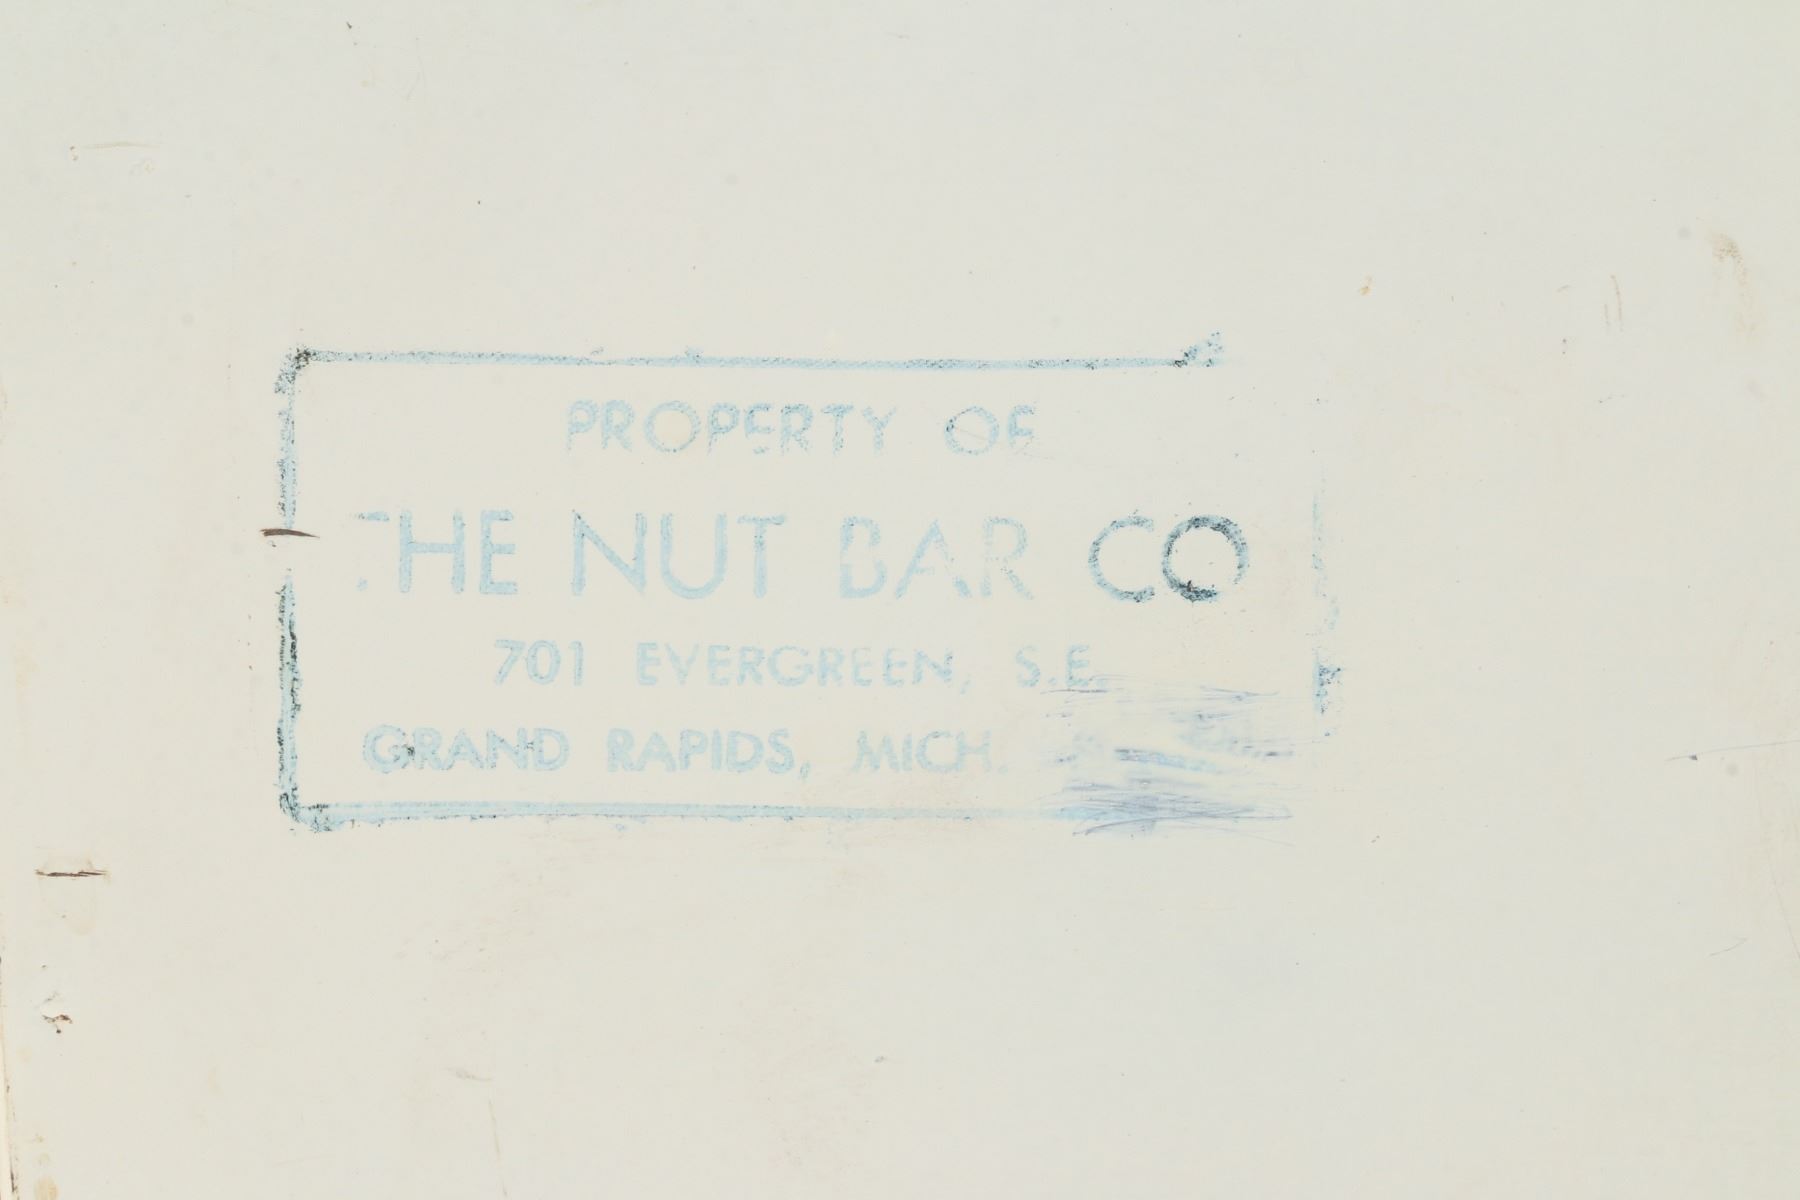 PROPERTY OF
THE NUT BAR CO
701 EVERGREEN, S.E.
GRAND RAPIDS, MICH.